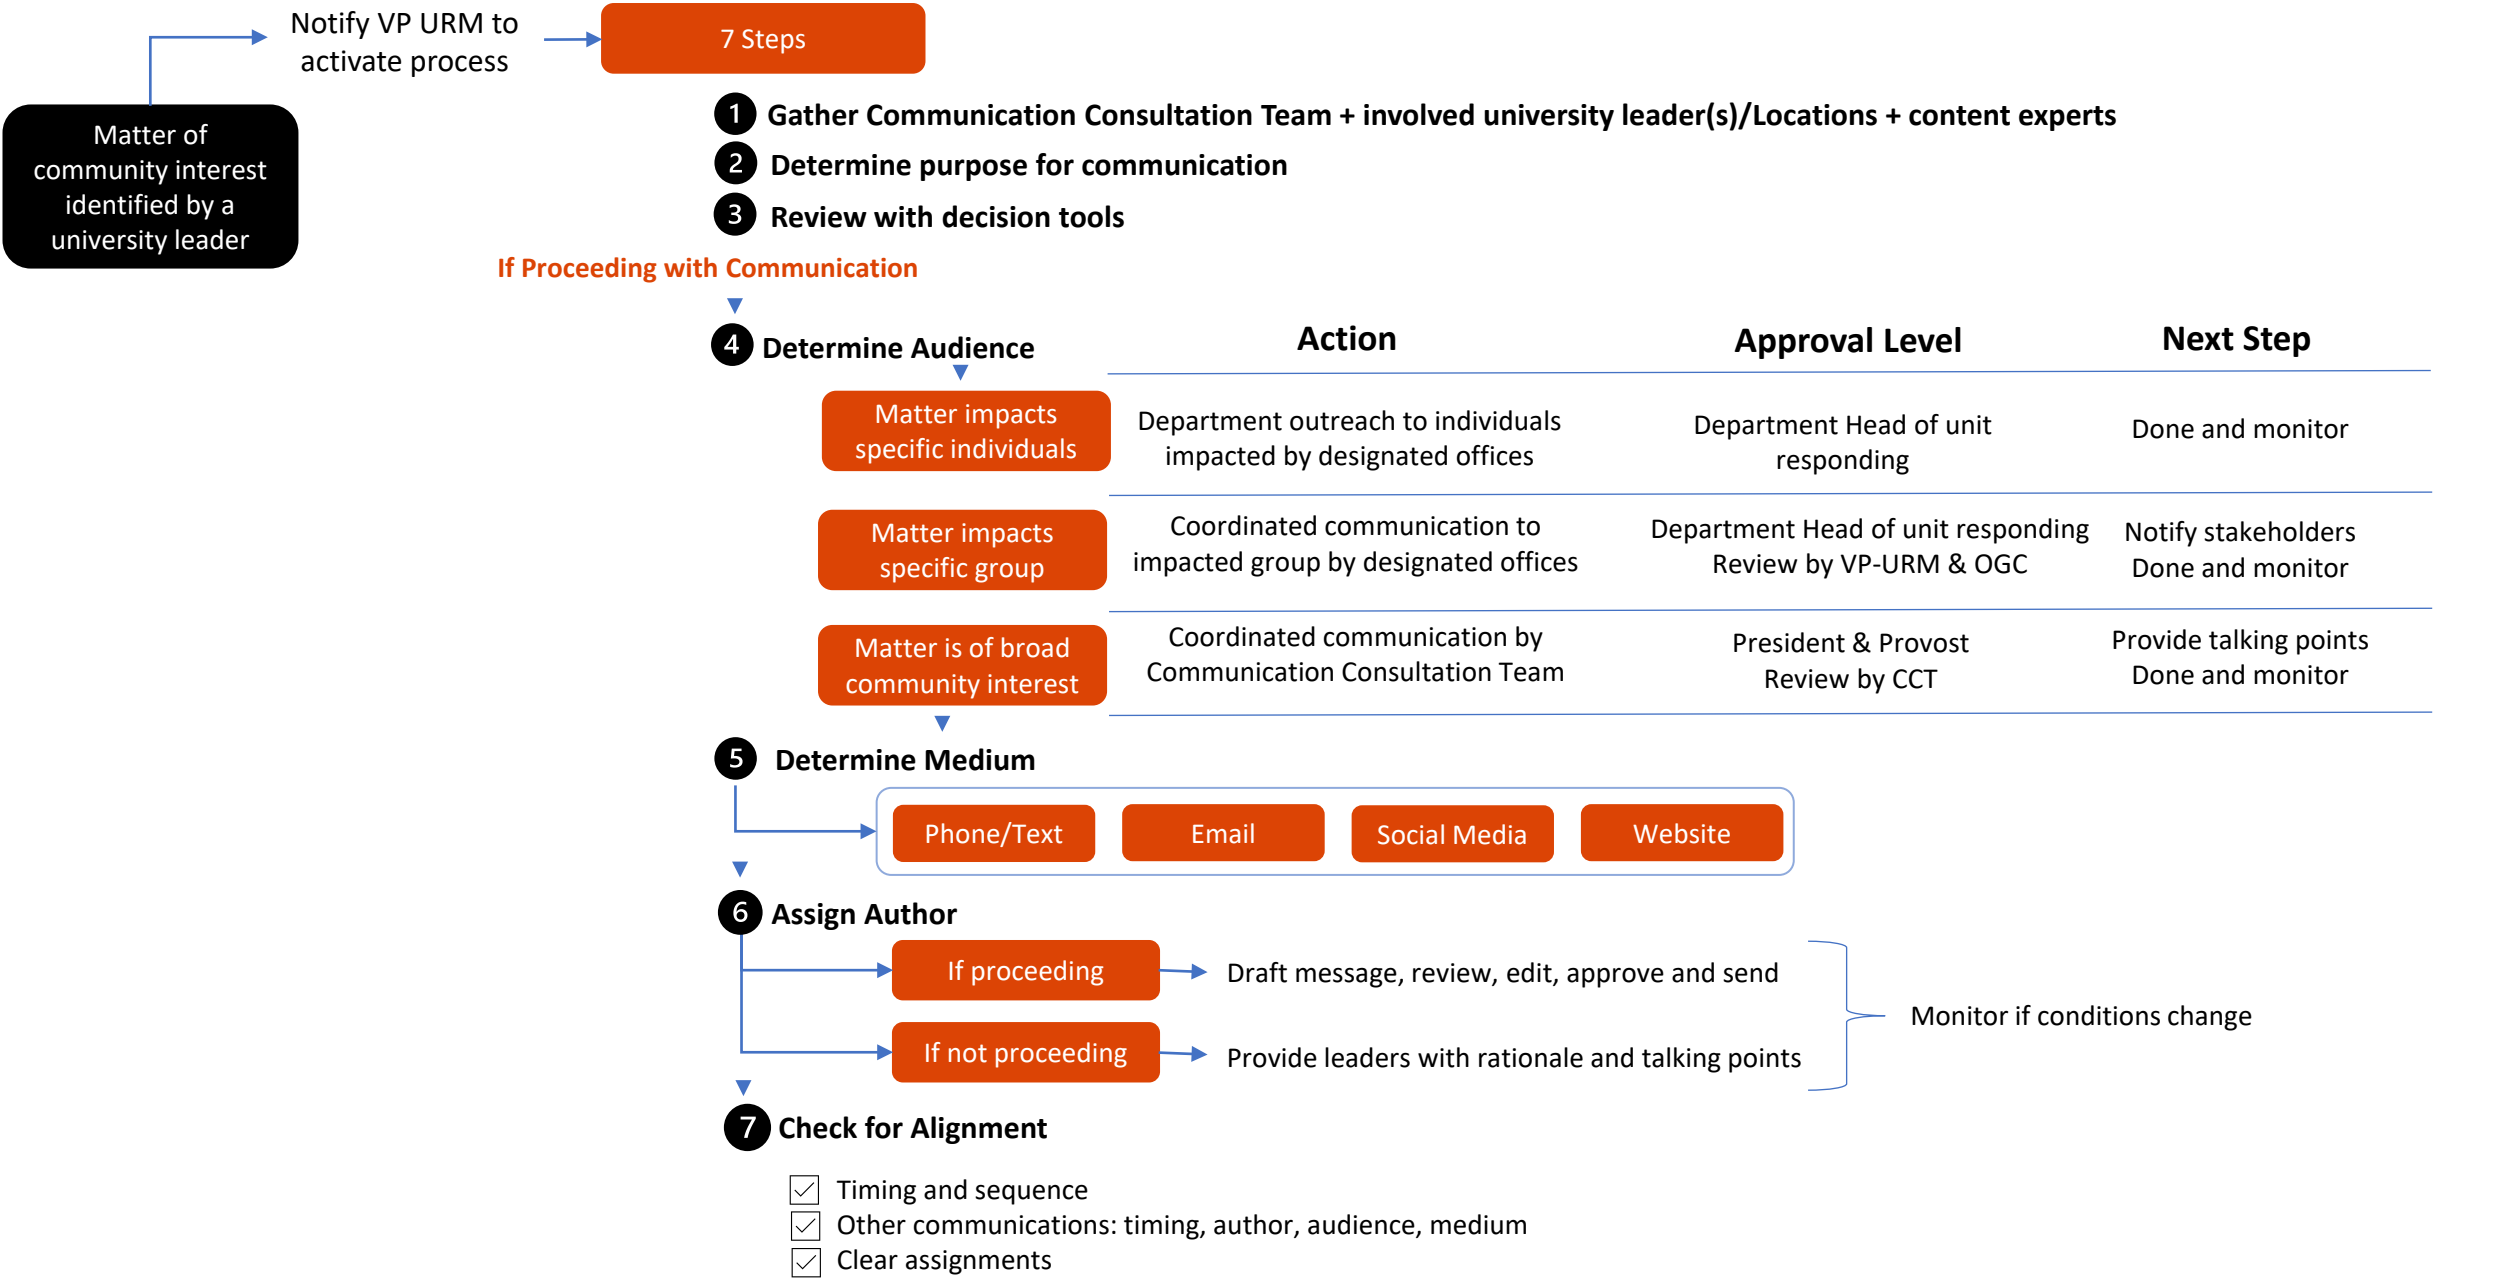 Notify VP URM to
activate process
7 Steps
Matter of
community interest
identified by a
university leader
1 Gather Communication Consultation Team + involved university leader(s)/Locations + content experts
2 Determine purpose for communication
3 Review with decision tools
If Proceeding with Communication
4 Determine Audience
Action
Approval Level
Next Step
Matter impacts
specific individuals
Department outreach to individuals
impacted by designated offices
Department Head of unit
responding
Done and monitor
Matter impacts
specific group
Coordinated communication to
impacted group by designated offices
Department Head of unit responding
Review by VP-URM & OGC
Notify stakeholders
Done and monitor
Matter is of broad
community interest
Coordinated communication by
Communication Consultation Team
President & Provost
Review by CCT
Provide talking points
Done and monitor
5 Determine Medium
Phone/Text
Email
Social Media
Website
6 Assign Author
If proceeding
Draft message, review, edit, approve and send
If not proceeding
Provide leaders with rationale and talking points
Monitor if conditions change
7 Check for Alignment
Timing and sequence
Other communications: timing, author, audience, medium
Clear assignments